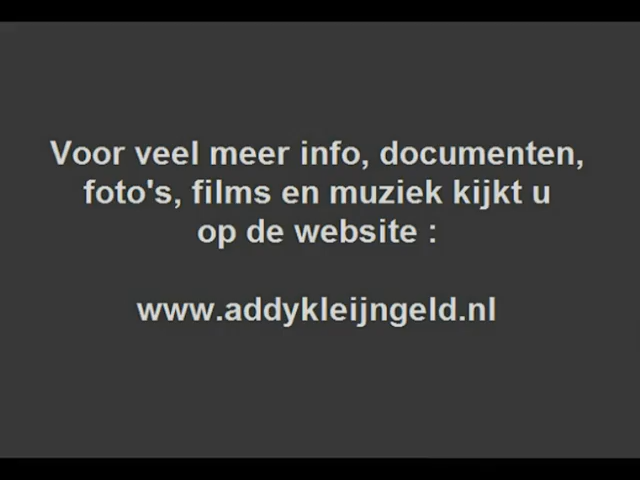 Voor veel meer info, documenten,
foto's, films en muziek kijkt u
op de website :
www.addykleijngeld.nl